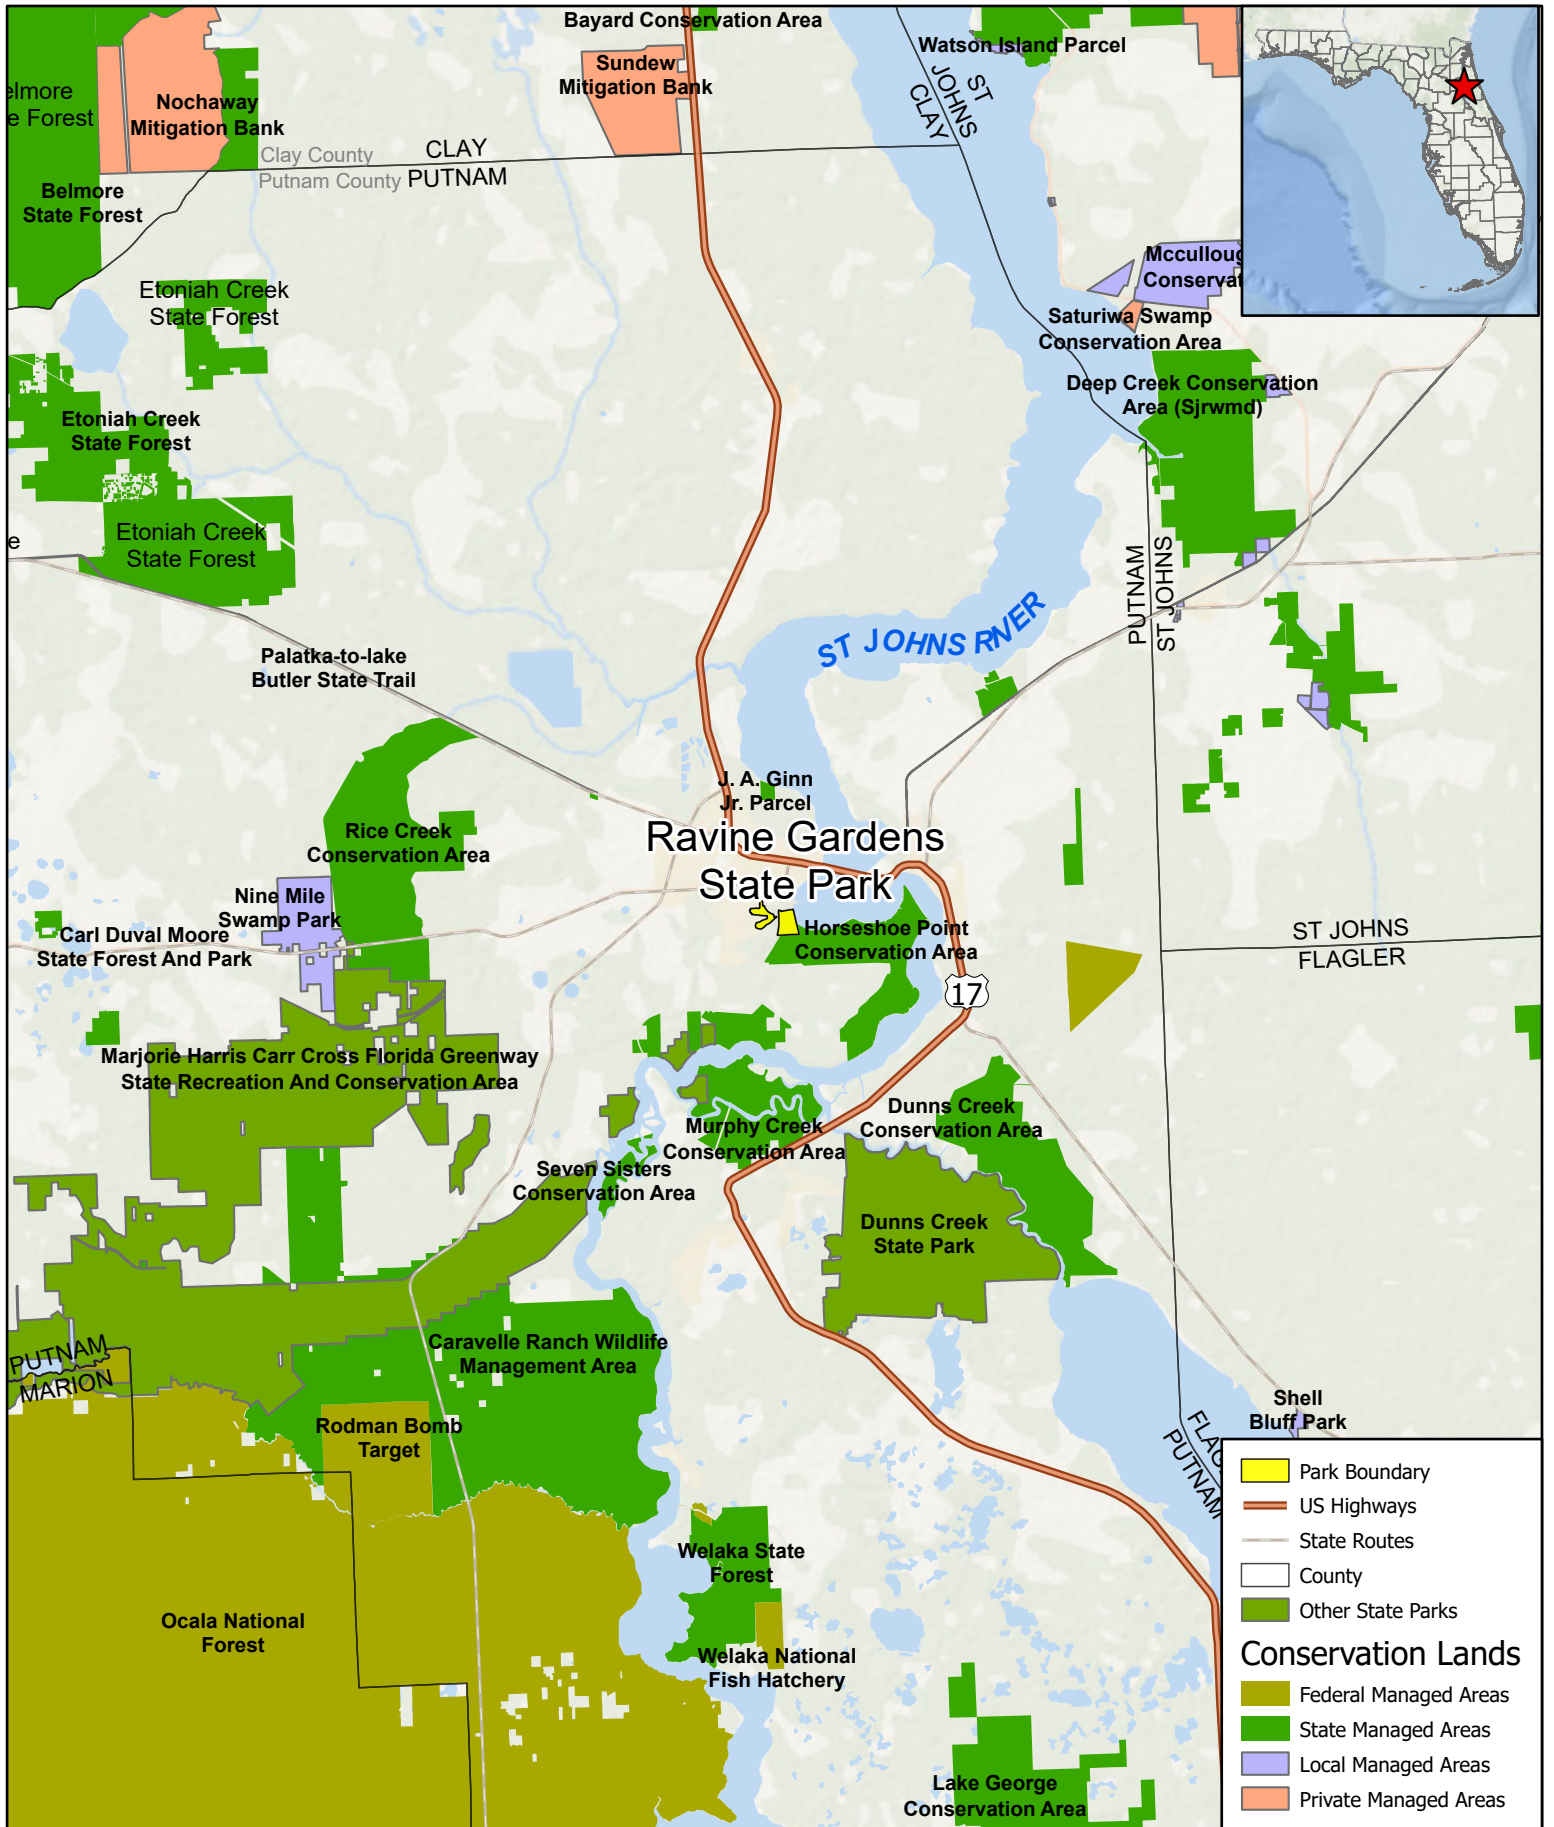 Bayard Conservation Area
Watson Island Parcel
Sundew
Mitigation Bank
elmore
e Forest
Nochaway
Mitigation Bank
ST
JOHNS
CLAY
Clay County
CLAY
Putnam County
PUTNAM
Belmore
State Forest
Mcculloug
Conservat
Etoniah Creek
State Forest
Saturiwa Swamp
Conservation Area
Deep Creek Conservation
Area (Sjrwmd)
Etoniah Creek
State Forest
Etoniah Creek
State Forest
e
PUTNAM
ST JOHNS
ST JOHNS RIVER
Palatka-to-lake
Butler State Trail
J. A. Ginn
Jr. Parcel
Ravine Gardens
State Park
Rice Creek
Conservation Area
Nine Mile
Swamp Park
Carl Duval Moore
State Forest And Park
Horseshoe Point
Conservation Area
ST JOHNS
FLAGLER
17
Marjorie Harris Carr Cross Florida Greenway
State Recreation And Conservation Area
Dunns Creek
Conservation Area
Murphy Creek
Conservation Area
Seven Sisters
Conservation Area
Dunns Creek
State Park
PUTNAM
MARION
Caravelle Ranch Wildlife
Management Area
Rodman Bomb
Target
Shell
Bluff Park
FLAG
PUTNAM
Welaka State
Forest
Ocala National
Forest
Welaka National
Fish Hatchery
Lake George
Conservation Area
Park Boundary
US Highways
State Routes
County
Other State Parks
Conservation Lands
Federal Managed Areas
State Managed Areas
Local Managed Areas
Private Managed Areas